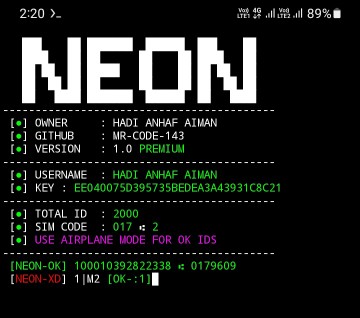 2:20 >_ Vo)) LTE1 4G Vo)) LTE2 89%
NEON
[●] OWNER : HADI ANHAF AIMAN
[●] GITHUB : MR-CODE-143
[●] VERSION : 1.0 PREMIUM
[●] USERNAME : HADI ANHAF AIMAN
[●] KEY : EE040075D395735BEDEA3A43931C8C21
[●] TOTAL ID : 2000
[●] SIM CODE : 017 ⑆ 2
[●] USE AIRPLANE MODE FOR OK IDS
[NEON-OK] 100010392822338 ⑆ 0179609
[NEON-XD] 1|M2 [OK-:1]